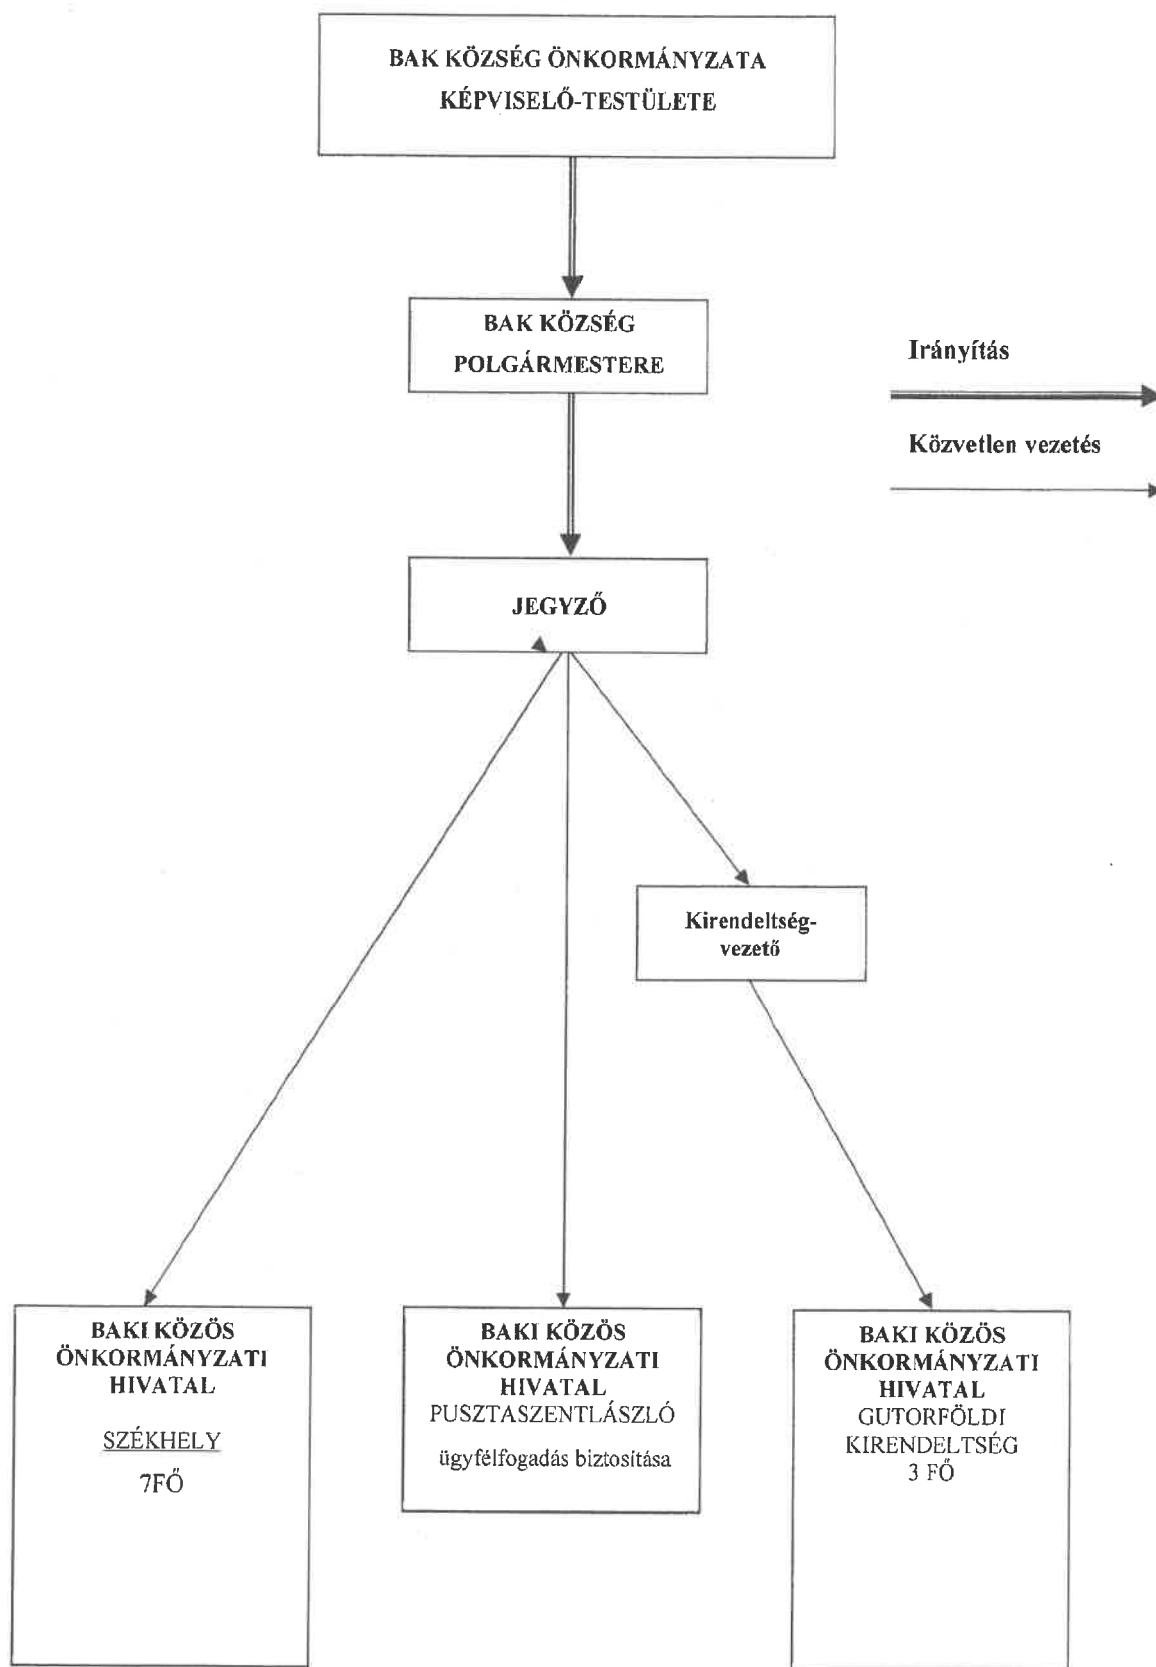 BAK KÖZSÉG ÖNKORMÁNYZATA
KÉPVISELŐ-TESTÜLETE
BAK KÖZSÉG
POLGÁRMESTERE
Irányítás
Közvetlen vezetés
JEGYZŐ
Kirendeltség-
vezető
BAKI KÖZÖS
ÖNKORMÁNYZATI
HIVATAL
SZÉKHELY
7FŐ
BAKI KÖZÖS
ÖNKORMÁNYZATI
HIVATAL
PUSZTASZENTLÁSZLÓ
ügyfélfogadás biztosítása
BAKI KÖZÖS
ÖNKORMÁNYZATI
HIVATAL
GUTORFÖLDI
KIRENDELTSÉG
3 FŐ